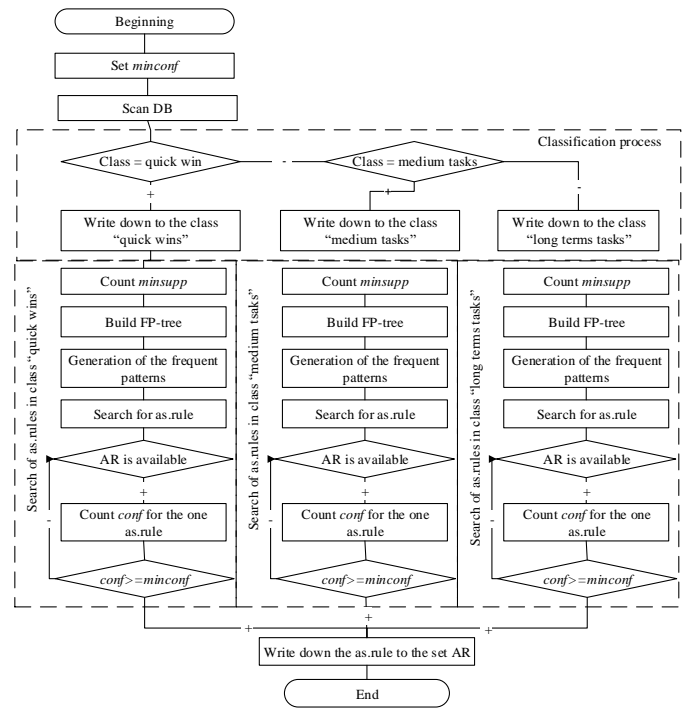 Beginning
Set minconf
Scan DB
Classification process
Class = quick win
-
Class = medium tasks
+
+
-
Write down to the class
“quick wins”
Write down to the class
“medium tasks”
Write down to the class
“long terms tasks”
Search of as.rules in class “quick wins”
Count minsupp
Build FP-tree
Generation of the frequent
patterns
Search for as.rule
AR is available
+
Count conf for the one
as.rule
-
conf>=minconf
+
Search of as.rules in class “medium tsaks”
Count minsupp
Build FP-tree
Generation of the frequent
patterns
Search for as.rule
AR is available
+
Count conf for the one
as.rule
-
conf>=minconf
+
Search of as.rules in class “long terms tasks”
Count minsupp
Build FP-tree
Generation of the frequent
patterns
Search for as.rule
AR is available
+
Count conf for the one
as.rule
-
conf>=minconf
+
Write down the as.rule to the set AR
End